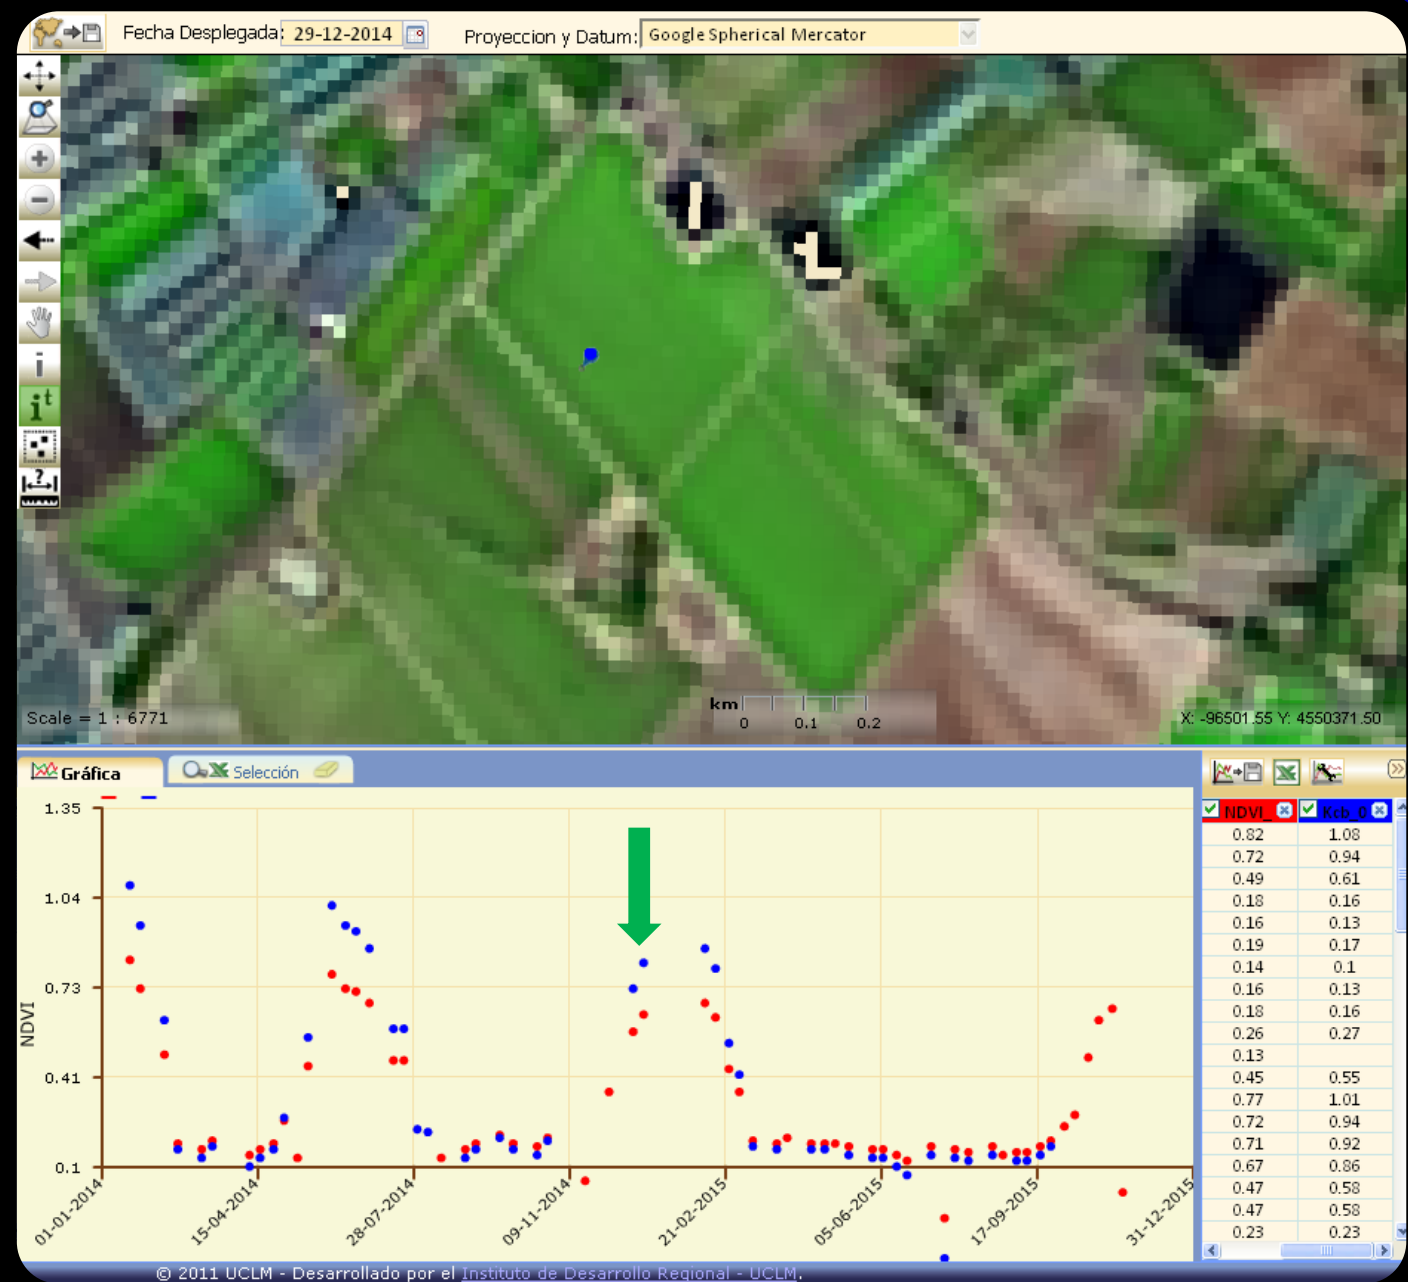 Fecha Desplegada: 29-12-2014 Proyeccion y Datum: Google Spherical Mercator
i
iᵗ
?
Scale = 1 : 6771
km
0 0.1 0.2
X: -96501.55 Y: 4550371.50
Gráfica Selección
NDVI_ Kcb_0
0.82 1.08
0.72 0.94
0.49 0.61
0.18 0.16
0.16 0.13
0.19 0.17
0.14 0.1
0.16 0.13
0.18 0.16
0.26 0.27
0.13
0.45 0.55
0.77 1.01
0.72 0.94
0.71 0.92
0.67 0.86
0.47 0.58
0.47 0.58
0.23 0.23
NDVI
1.35
1.04
0.73
0.41
0.1
01-01-2014 15-04-2014 28-07-2014 09-11-2014 21-02-2015 05-06-2015 17-09-2015 31-12-2015
© 2011 UCLM - Desarrollado por el Instituto de Desarrollo Regional - UCLM.